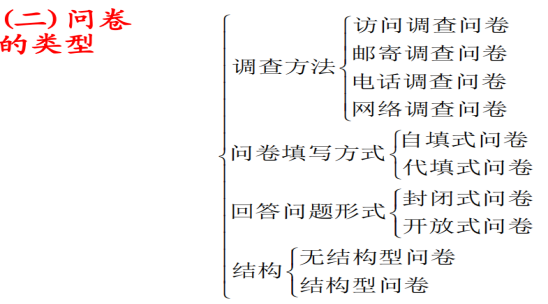 (二)问卷
的类型
调查方法
访问调查问卷
邮寄调查问卷
电话调查问卷
网络调查问卷
问卷填写方式
自填式问卷
代填式问卷
回答问题形式
封闭式问卷
开放式问卷
结构
无结构型问卷
结构型问卷